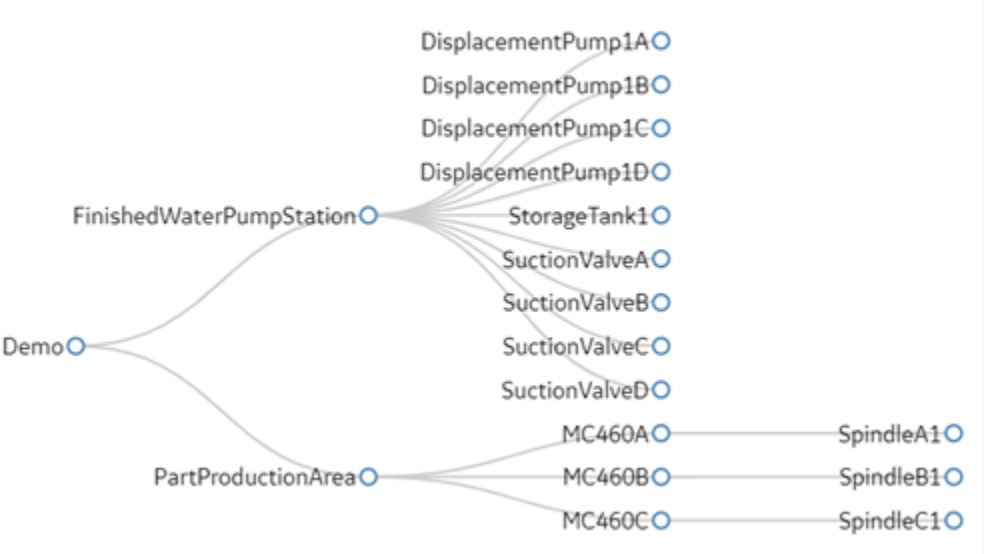 DisplacementPump1A
DisplacementPump1B
DisplacementPump1C
DisplacementPump1D
FinishedWaterPumpStation
StorageTank1
SuctionValveA
SuctionValveB
Demo
SuctionValveC
SuctionValveD
MC460A SpindleA1
PartProductionArea MC460B SpindleB1
MC460C SpindleC1